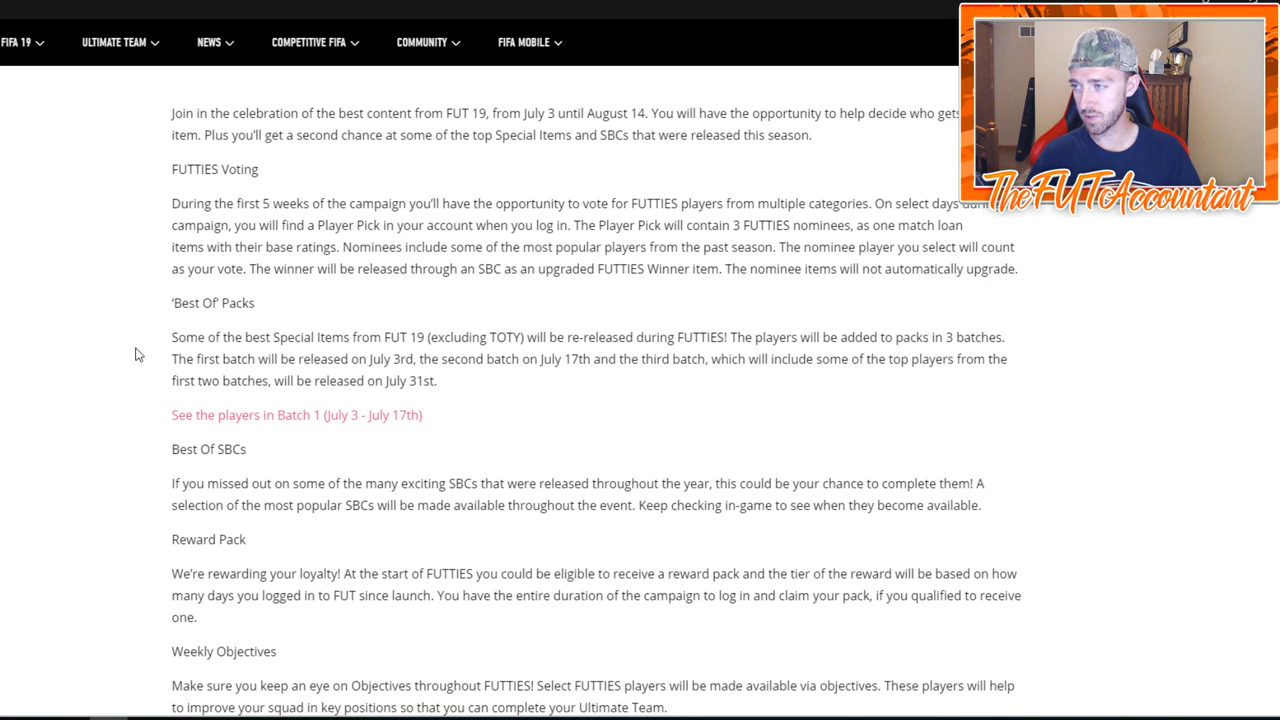 FIFA 19 ULTIMATE TEAM NEWS COMPETITIVE FIFA COMMUNITY FIFA MOBILE
Join in the celebration of the best content from FUT 19, from July 3 until August 14. You will have the opportunity to help decide who gets
item. Plus you'll get a second chance at some of the top Special Items and SBCs that were released this season.
FUTTIES Voting
During the first 5 weeks of the campaign you'll have the opportunity to vote for FUTTIES players from multiple categories. On select days during
campaign, you will find a Player Pick in your account when you log in. The Player Pick will contain 3 FUTTIES nominees, as one match loan
items with their base ratings. Nominees include some of the most popular players from the past season. The nominee player you select will count
as your vote. The winner will be released through an SBC as an upgraded FUTTIES Winner item. The nominee items will not automatically upgrade.
‘Best Of’ Packs
Some of the best Special Items from FUT 19 (excluding TOTY) will be re-released during FUTTIES! The players will be added to packs in 3 batches.
The first batch will be released on July 3rd, the second batch on July 17th and the third batch, which will include some of the top players from the
first two batches, will be released on July 31st.
See the players in Batch 1 (July 3 - July 17th)
Best Of SBCs
If you missed out on some of the many exciting SBCs that were released throughout the year, this could be your chance to complete them! A
selection of the most popular SBCs will be made available throughout the event. Keep checking in-game to see when they become available.
Reward Pack
We're rewarding your loyalty! At the start of FUTTIES you could be eligible to receive a reward pack and the tier of the reward will be based on how
many days you logged in to FUT since launch. You have the entire duration of the campaign to log in and claim your pack, if you qualified to receive
one.
Weekly Objectives
Make sure you keep an eye on Objectives throughout FUTTIES! Select FUTTIES players will be made available via objectives. These players will help
to improve your squad in key positions so that you can complete your Ultimate Team.
TheFUTAccountant